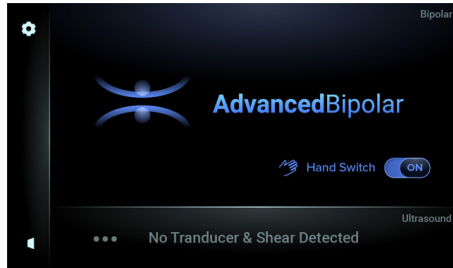 Bipolar
AdvancedBipolar
Hand Switch ON
Ultrasound
No Tranducer & Shear Detected